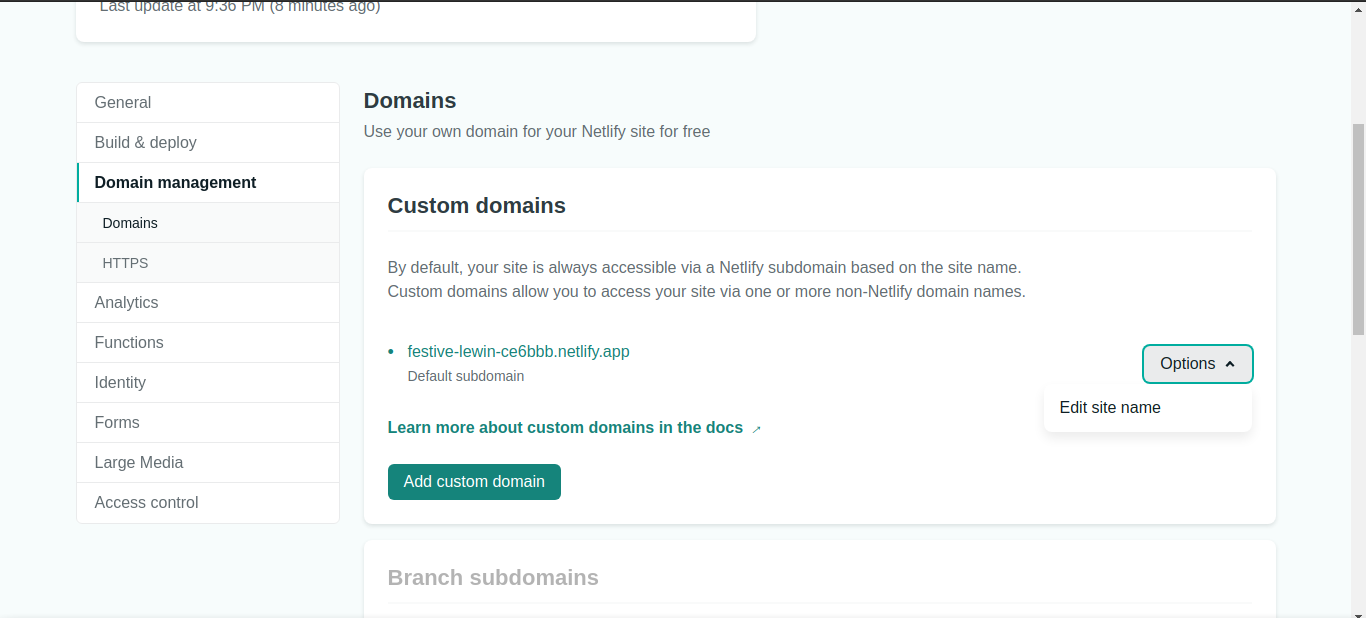 Last update at 9:36 PM (8 minutes ago)
General
Build & deploy
Domain management
Domains
HTTPS
Analytics
Functions
Identity
Forms
Large Media
Access control
Domains
Use your own domain for your Netlify site for free
Custom domains
By default, your site is always accessible via a Netlify subdomain based on the site name.
Custom domains allow you to access your site via one or more non-Netlify domain names.
• festive-lewin-ce6bbb.netlify.app
Default subdomain
Options
Edit site name
Learn more about custom domains in the docs ↗
Add custom domain
Branch subdomains